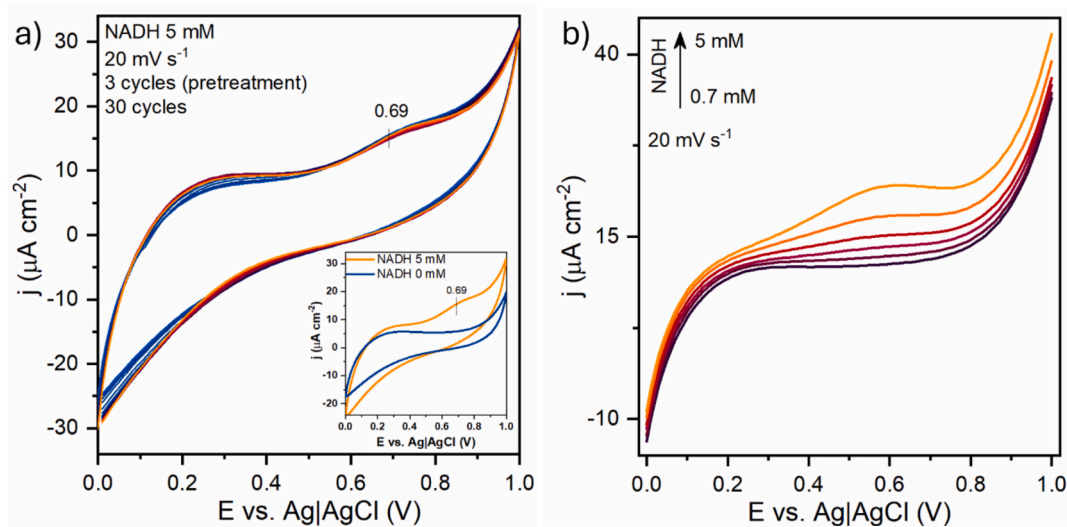 a)
NADH 5 mM
20 mV s⁻¹
3 cycles (pretreatment)
30 cycles
0.69
30
20
10
0
-10
-20
-30
j (µA cm⁻²)
0.0 0.2 0.4 0.6 0.8 1.0
E vs. Ag|AgCl (V)
NADH 5 mM
NADH 0 mM
0.69
30
20
10
0
-10
-20
j (µA cm⁻²)
0.0 0.2 0.4 0.6 0.8 1.0
E vs. Ag|AgCl (V)
b)
NADH
5 mM
0.7 mM
20 mV s⁻¹
40
15
-10
j (µA cm⁻²)
0.0 0.2 0.4 0.6 0.8 1.0
E vs. Ag|AgCl (V)